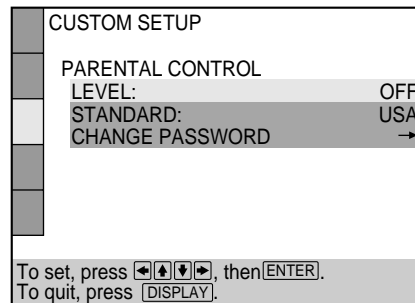 CUSTOM SETUP
PARENTAL CONTROL
LEVEL: OFF
STANDARD: USA
CHANGE PASSWORD →
To set, press ←↑↓→, then ENTER.
To quit, press DISPLAY.